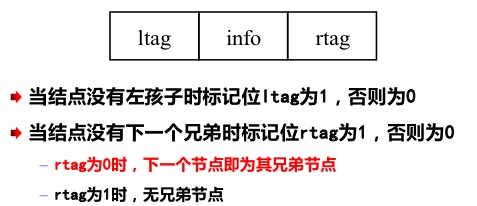 ltag info rtag
当结点没有左孩子时标记位ltag为1，否则为0
当结点没有下一个兄弟时标记位rtag为1，否则为0
– rtag为0时，下一个节点即为其兄弟节点
– rtag为1时，无兄弟节点